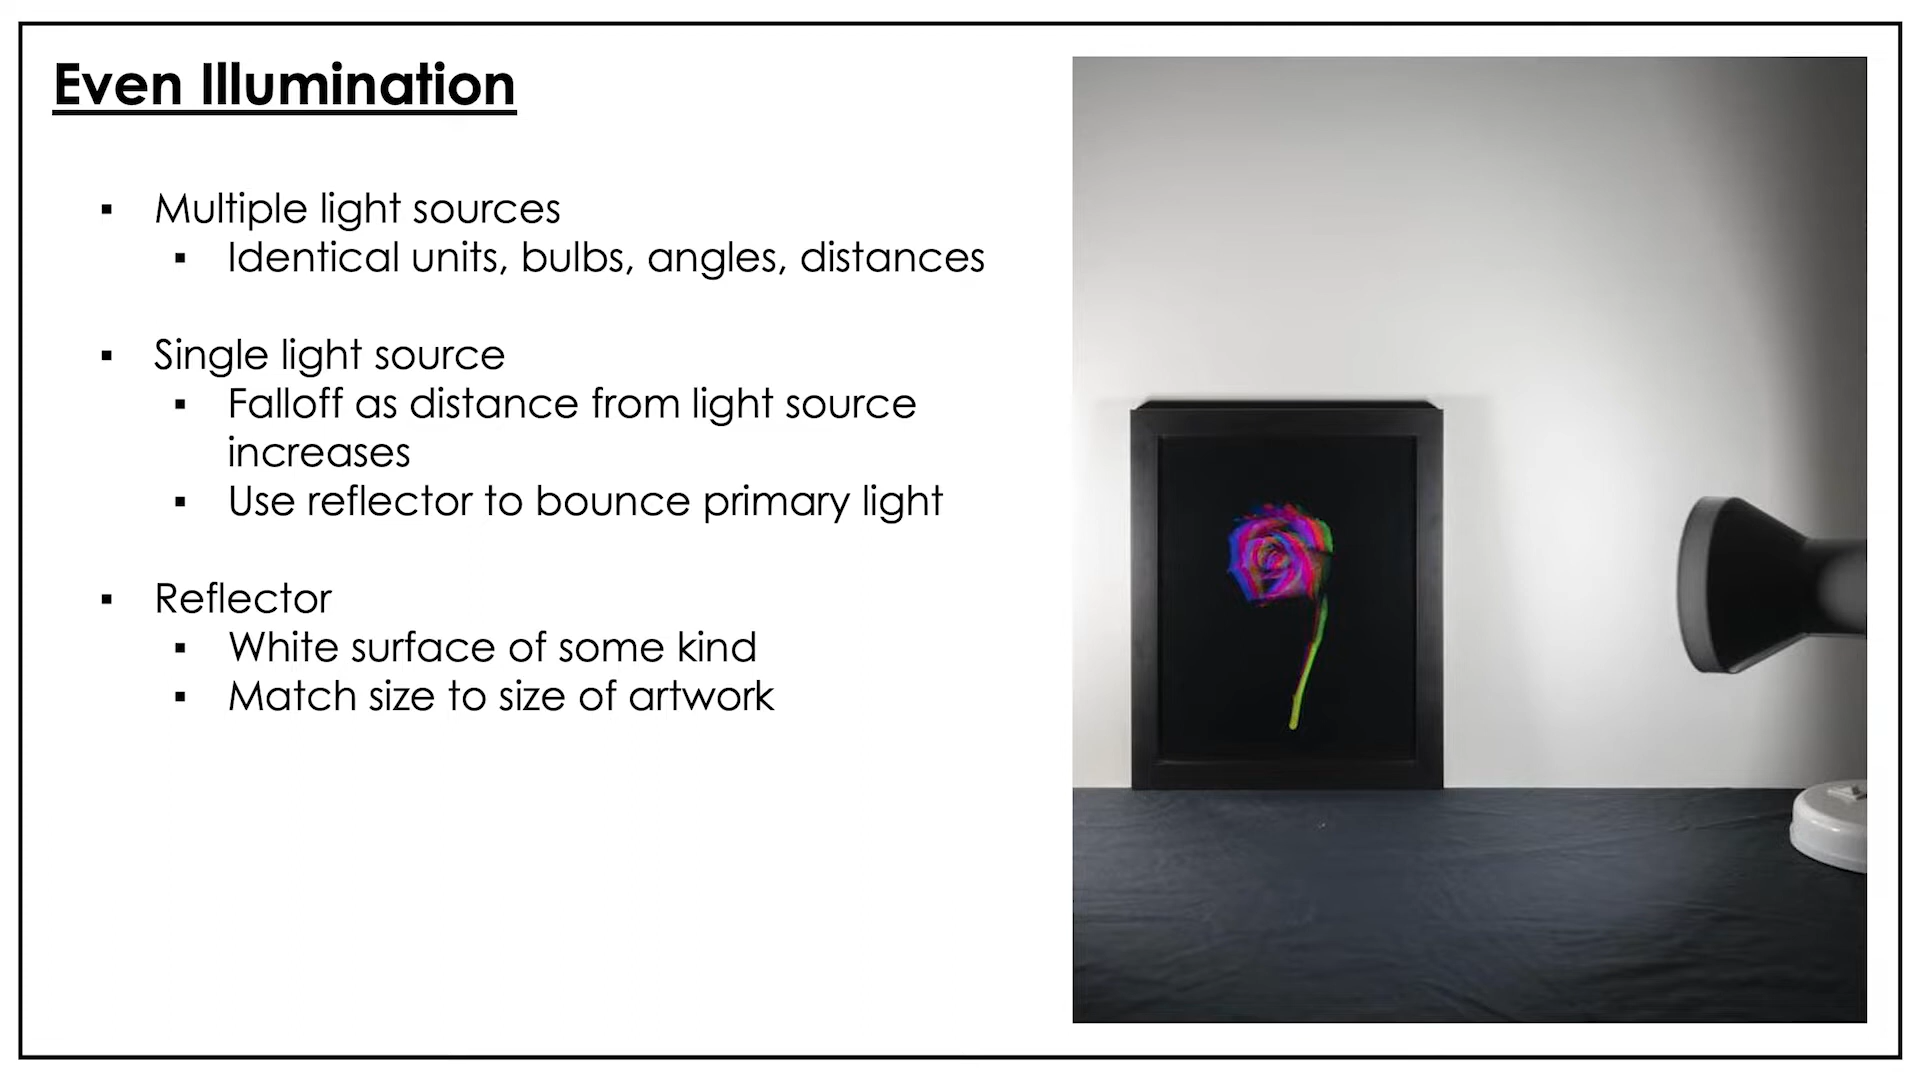 Even Illumination
▪ Multiple light sources
▪ Identical units, bulbs, angles, distances
▪ Single light source
▪ Falloff as distance from light source
increases
▪ Use reflector to bounce primary light
▪ Reflector
▪ White surface of some kind
▪ Match size to size of artwork